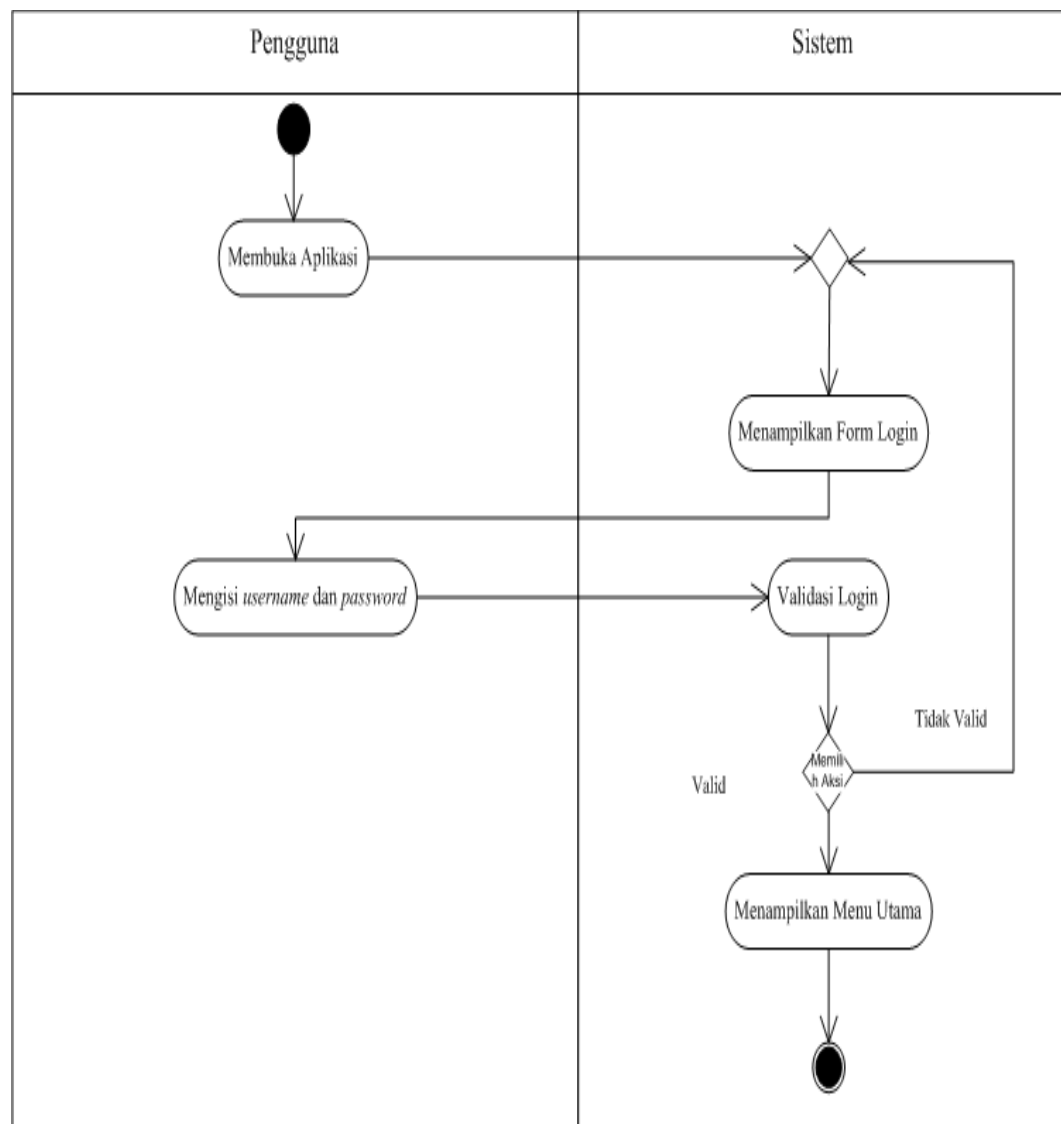 Pengguna
Sistem
Membuka Aplikasi
Menampilkan Form Login
Mengisi username dan password
Validasi Login
Tidak Valid
Memili
h Aksi
Valid
Menampilkan Menu Utama